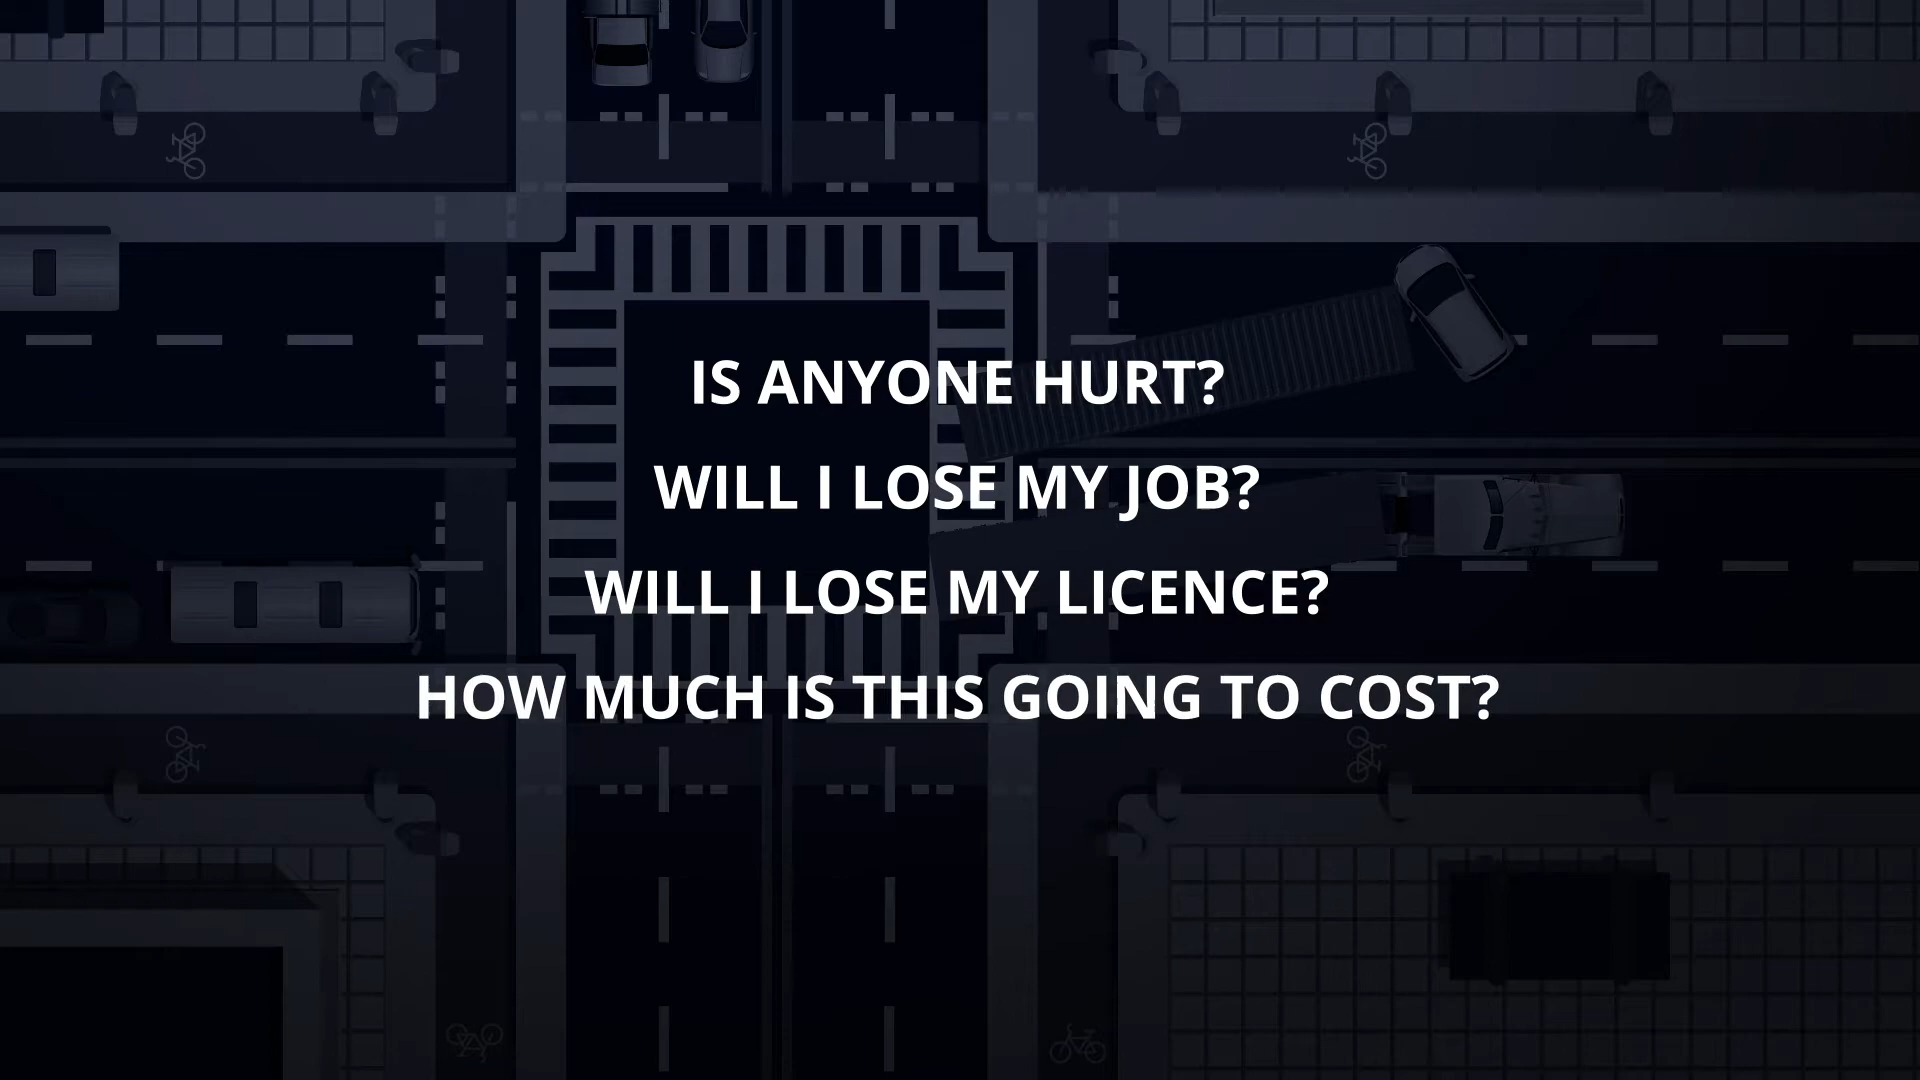 IS ANYONE HURT?
WILL I LOSE MY JOB?
WILL I LOSE MY LICENCE?
HOW MUCH IS THIS GOING TO COST?